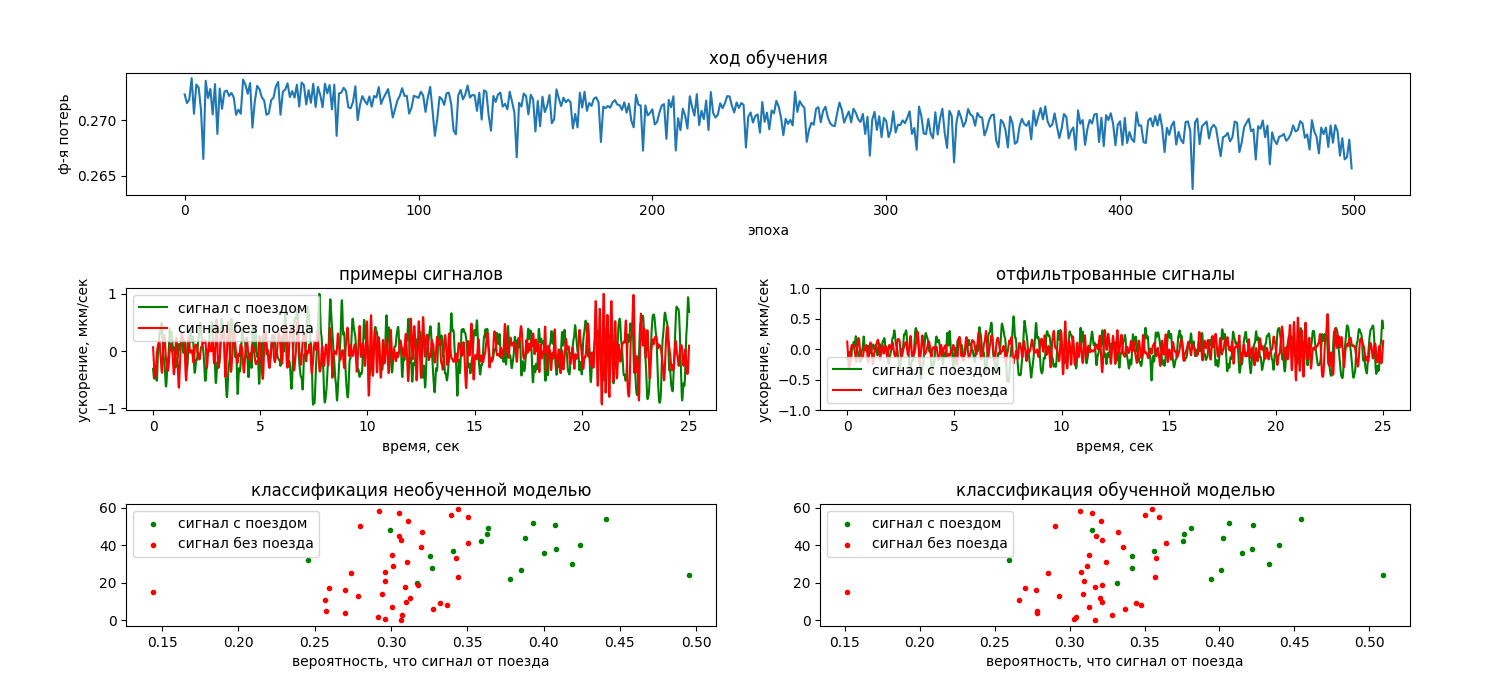 ход обучения
ф-я потерь
0.270
0.265
0 100 200 300 400 500
эпоха
примеры сигналов
ускорение, мкм/сек
1
0
−1
сигнал с поездом
сигнал без поезда
0 5 10 15 20 25
время, сек
отфильтрованные сигналы
ускорение, мкм/сек
1.0
0.5
0.0
−0.5
−1.0
сигнал с поездом
сигнал без поезда
0 5 10 15 20 25
время, сек
классификация необученной моделью
60
40
20
0
сигнал с поездом
сигнал без поезда
0.15 0.20 0.25 0.30 0.35 0.40 0.45 0.50
вероятность, что сигнал от поезда
классификация обученной моделью
60
40
20
0
сигнал с поездом
сигнал без поезда
0.15 0.20 0.25 0.30 0.35 0.40 0.45 0.50
вероятность, что сигнал от поезда